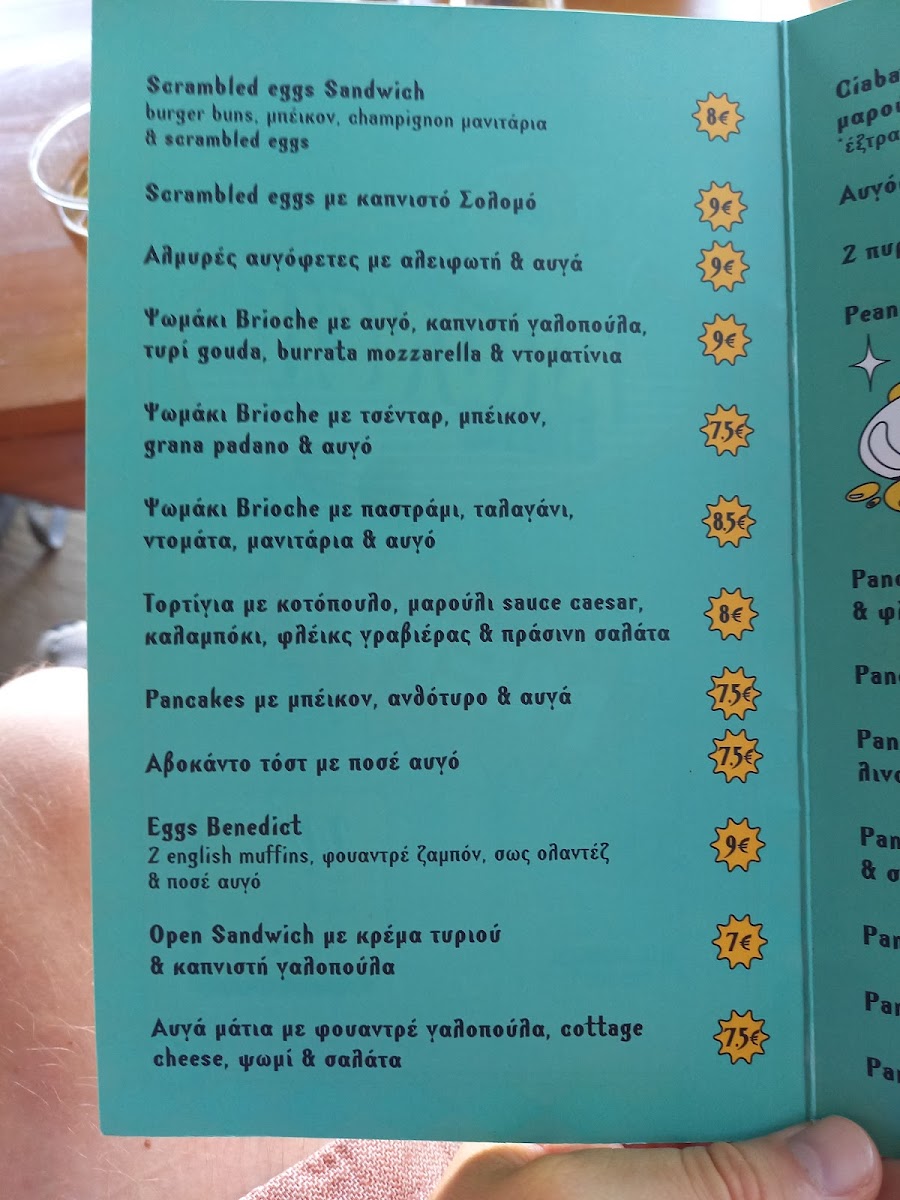 Scrambled eggs Sandwich
burger buns, μπέικον, champignon μανιτάρια
& scrambled eggs
8€
Scrambled eggs με καπνιστό Σολομό
9€
Αλμυρές αυγόφετες με αλειφωτή & αυγά
9€
Ψωμάκι Brioche με αυγό, καπνιστή γαλοπούλα,
τυρί gouda, burrata mozzarella & ντοματίνια
9€
Ψωμάκι Brioche με τσένταρ, μπέικον,
grana padano & αυγό
7.5€
Ψωμάκι Brioche με παστράμι, ταλαγάνι,
ντομάτα, μανιτάρια & αυγό
8.5€
Τορτίγια με κοτόπουλο, μαρούλι sauce caesar,
καλαμπόκι, φλέικς γραβιέρας & πράσινη σαλάτα
8€
Pancakes με μπέικον, ανθότυρο & αυγά
7.5€
Αβοκάντο τόστ με ποσέ αυγό
7.5€
Eggs Benedict
2 english muffins, φουαντρέ ζαμπόν, σως ολαντέζ
& ποσέ αυγό
9€
Open Sandwich με κρέμα τυριού
& καπνιστή γαλοπούλα
7€
Αυγά μάτια με φουαντρέ γαλοπούλα, cottage
cheese, ψωμί & σαλάτα
7.5€